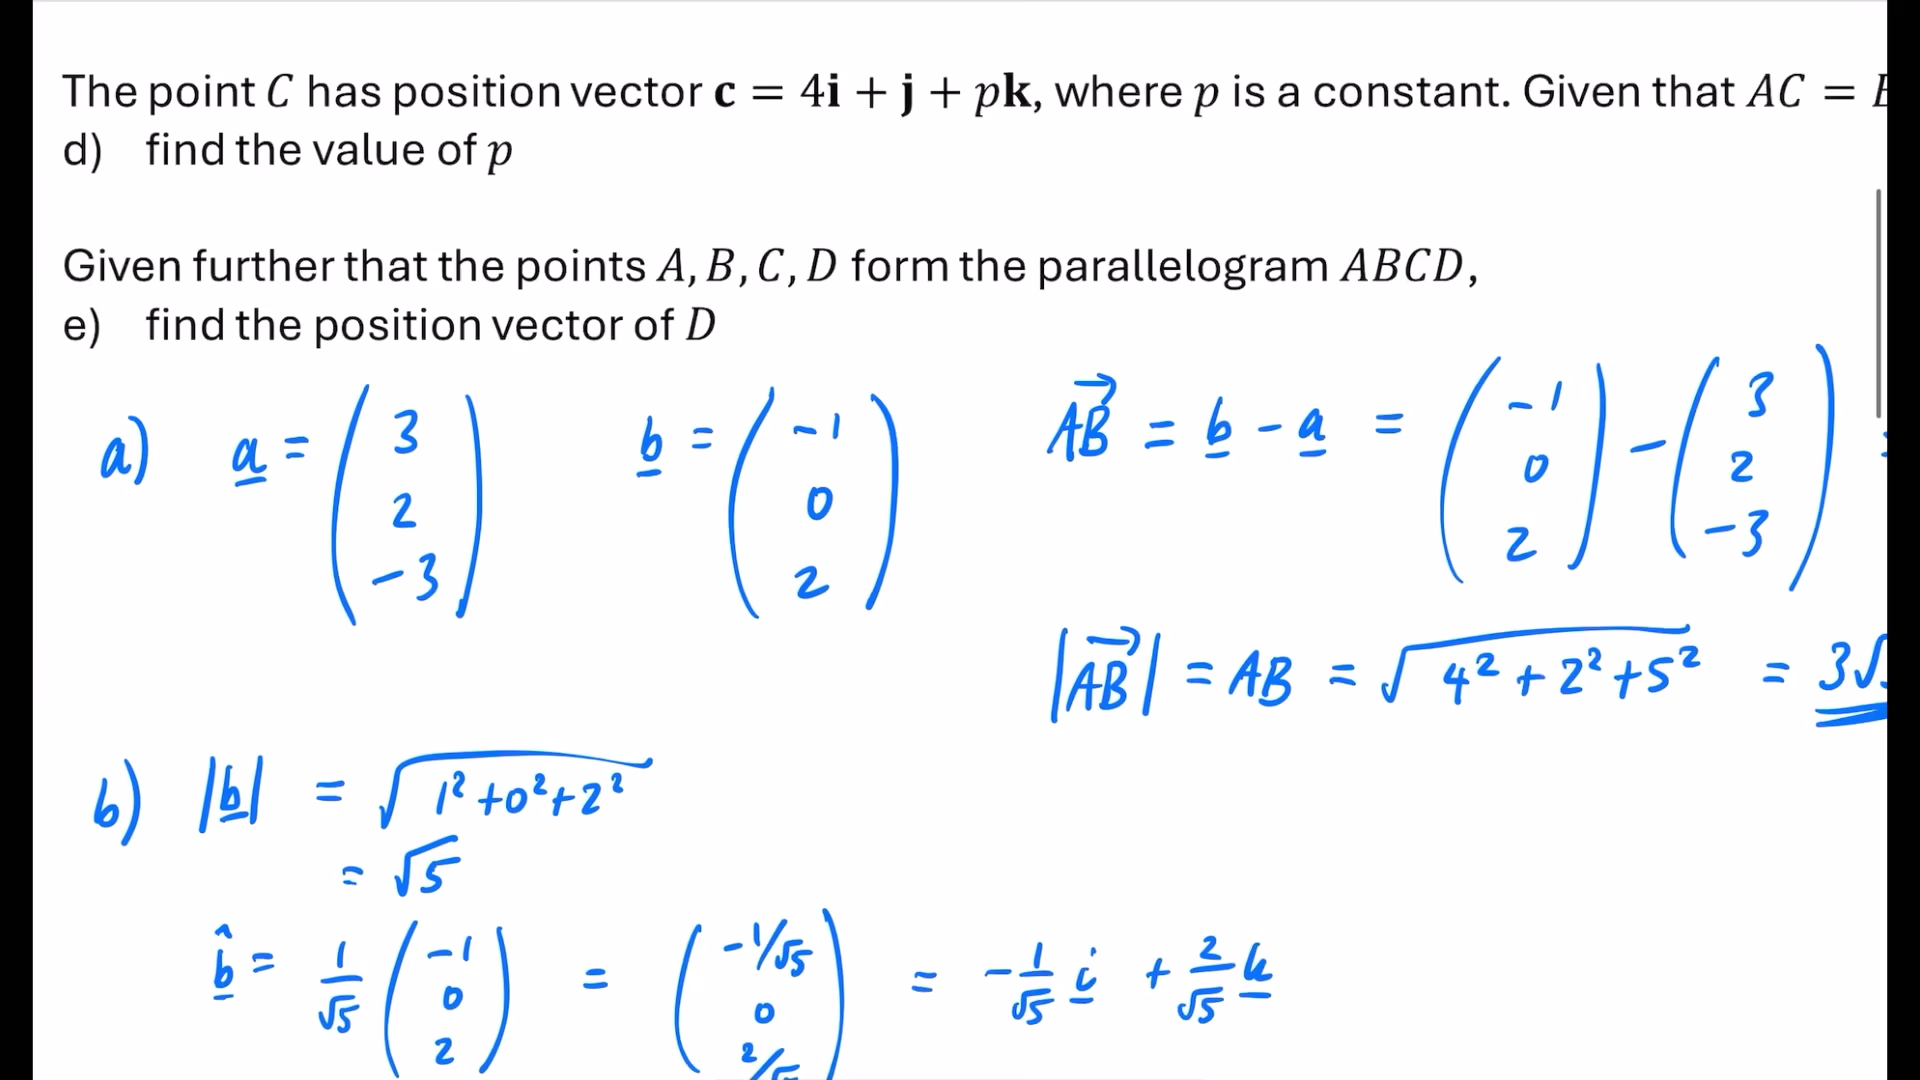 The point C has position vector c = 4i + j + pk, where p is a constant. Given that AC =
d) find the value of p
Given further that the points A, B, C, D form the parallelogram ABCD,
e) find the position vector of D
a) a = (3 2 -3) b = (-1 0 2) AB = b - a = (-1 0 2) - (3 2 -3)
|AB| = AB = √4² + 2² + 5² = 3√
b) |b| = √1² + 0² + 2²
= √5
b̂ = 1/√5 (-1 0 2) = (-1/√5 0 2/√5) = -1/√5 i + 2/√5 k